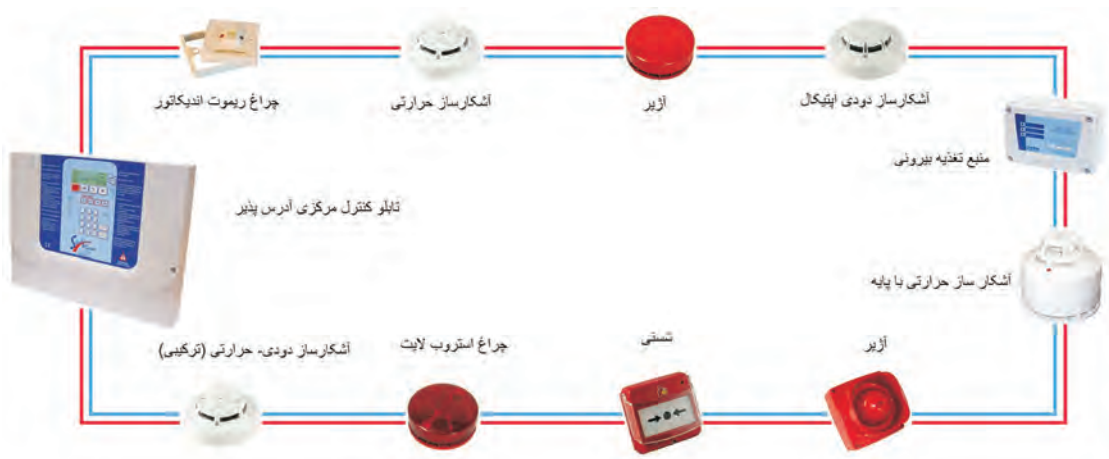 آشکارساز دودی اپتیکال
آژیر
آشکارساز حرارتی
چراغ ریموت اندیکاتور
منبع تغذیه بیرونی
تابلو کنترل مرکزی آدرس پذیر
آشکار ساز حرارتی با پایه
آژیر
شستی
چراغ استروب لایت
آشکارساز دودی- حرارتی (ترکیبی)